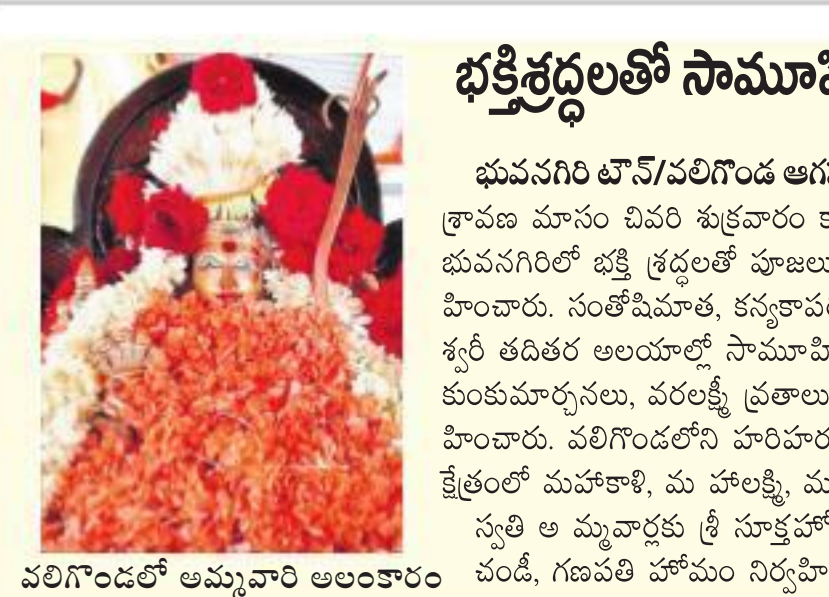 భక్తిశ్రద్ధలతో సామూహి
భువనగిరి టౌన్/వలిగొండ ఆగ
శ్రావణ మాసం చివరి శుక్రవారం
భువనగిరిలో భక్తి శ్రద్ధలతో పూజలు
హించారు. సంతోషిమాత, కన్యకాప
శ్వరీ తదితర అలయాల్లో సామూహి
కుంకుమార్చనలు, వరలక్ష్మీ వ్రతాలు
హించారు. వలిగొండలోని హరిహర
క్షేత్రంలో మహాకాళి, మ హాలక్ష్మి, మ
స్వతి అ మ్మవార్లకు శ్రీ సూక్తహో
చండీ, గణపతి హోమం నిర్వహి
వలిగొండలో అమ్మవారి అలంకారం